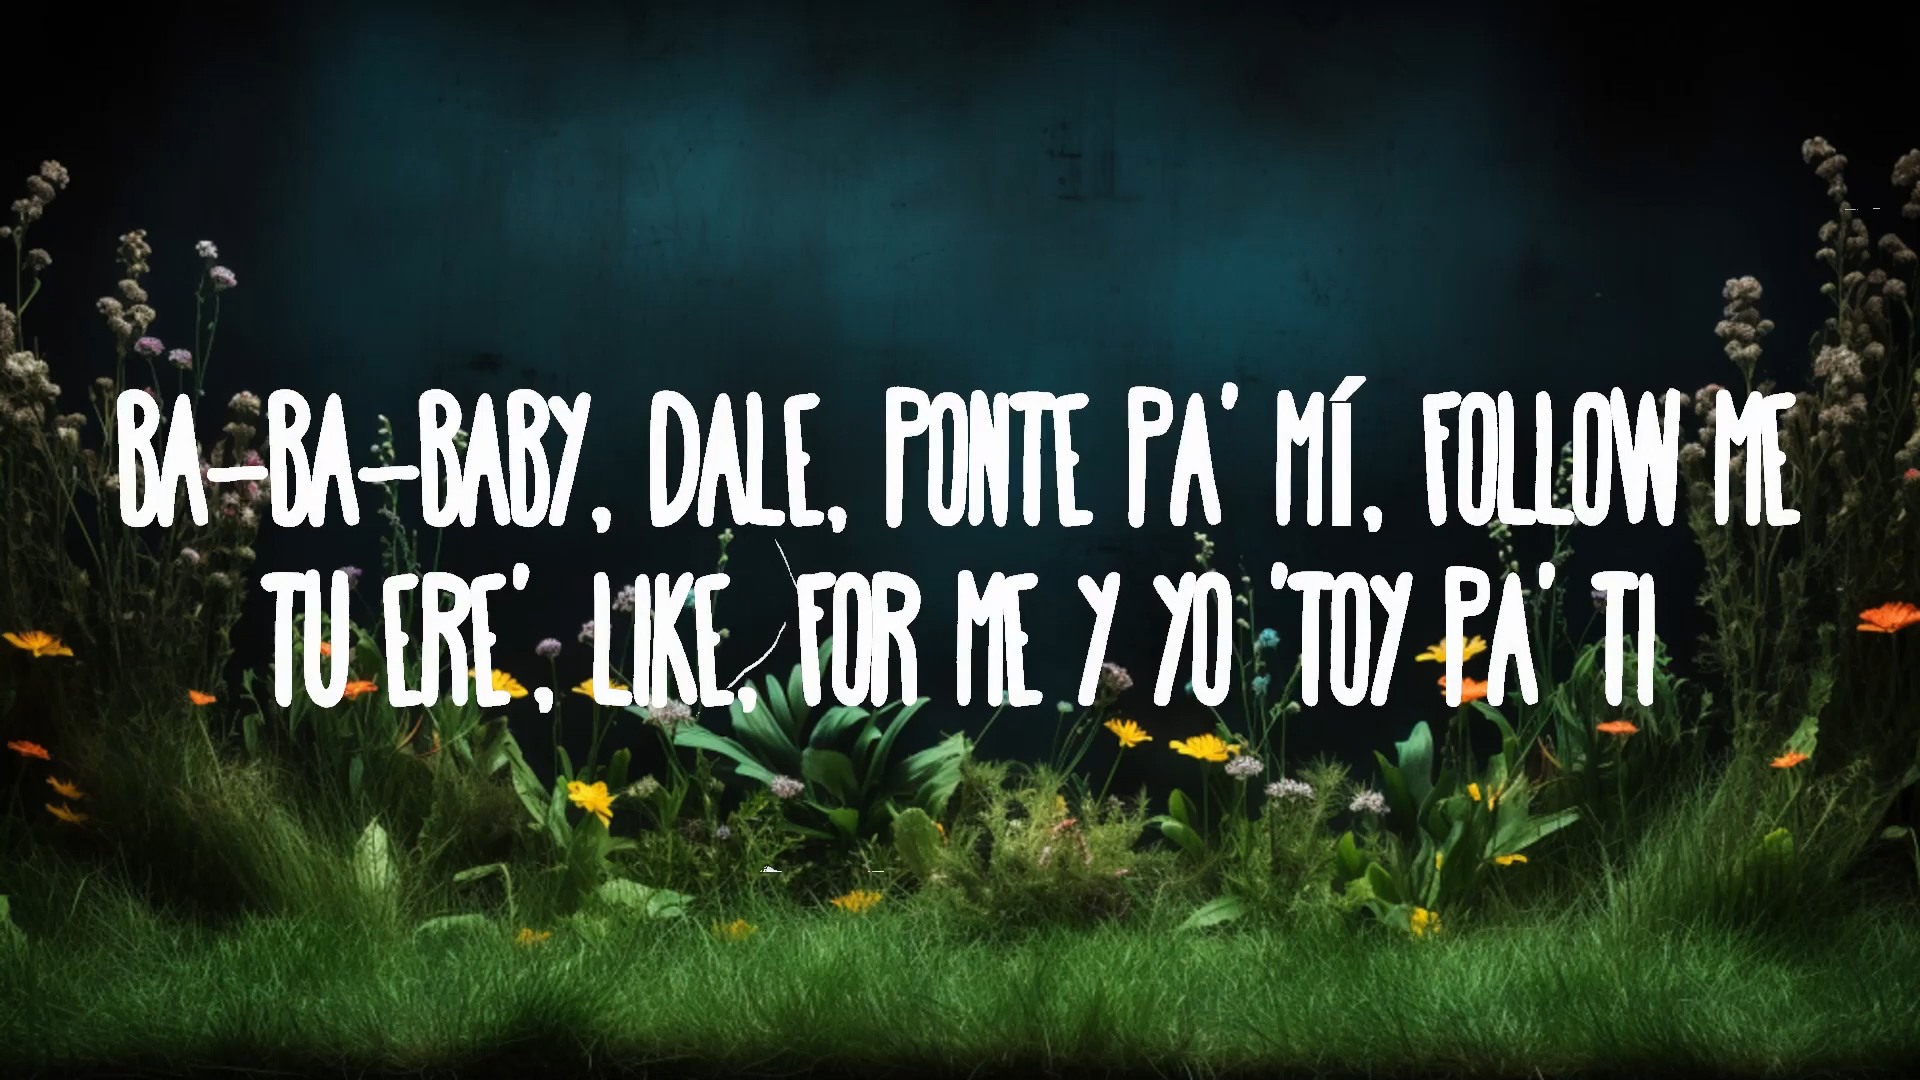 BA-BA-BABY, DALE, PONTE PA' MÍ, FOLLOW ME
TU ERE', LIKE, FOR ME Y YO 'TOY PA' TI